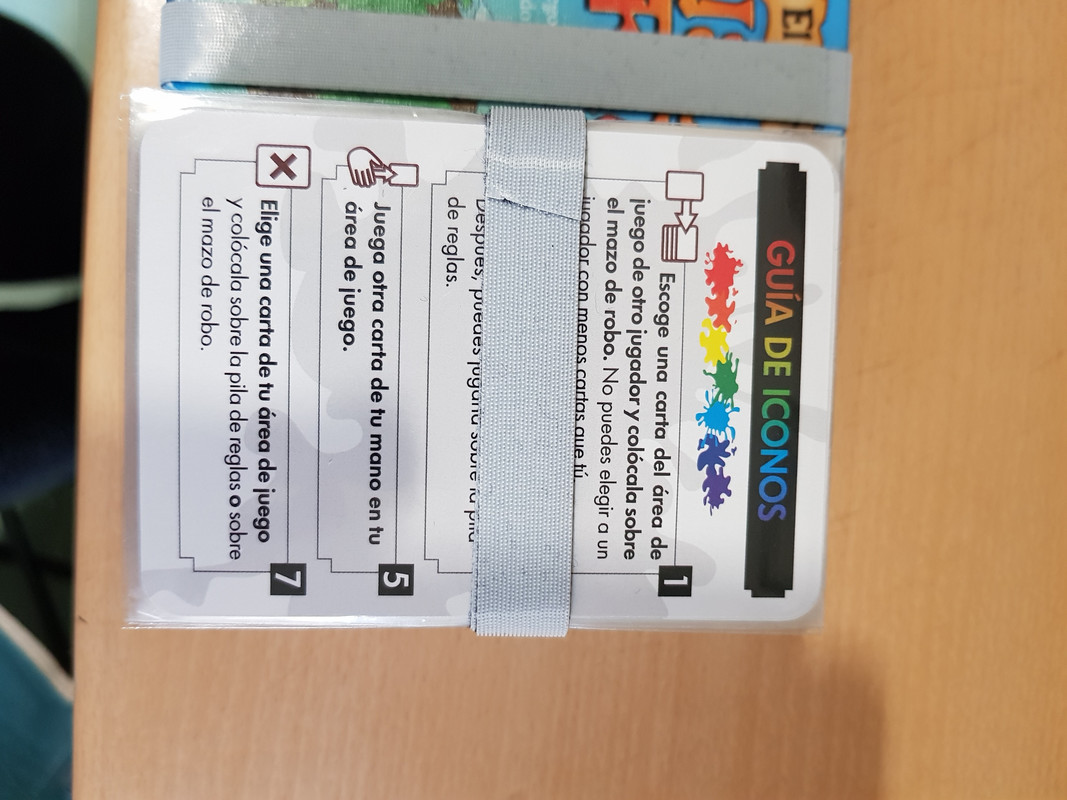 GUÍA DE ICONOS
1
Escoge una carta del área de
juego de otro jugador y colócala sobre
el mazo de robo. No puedes elegir a un
jugador con menos cartas que tú
Después, puedes jugarla sobre la pila
de reglas.
5
Juega otra carta de tu mano en tu
área de juego.
7
Elige una carta de tu área de juego
y colócala sobre la pila de reglas o sobre
el mazo de robo.
El